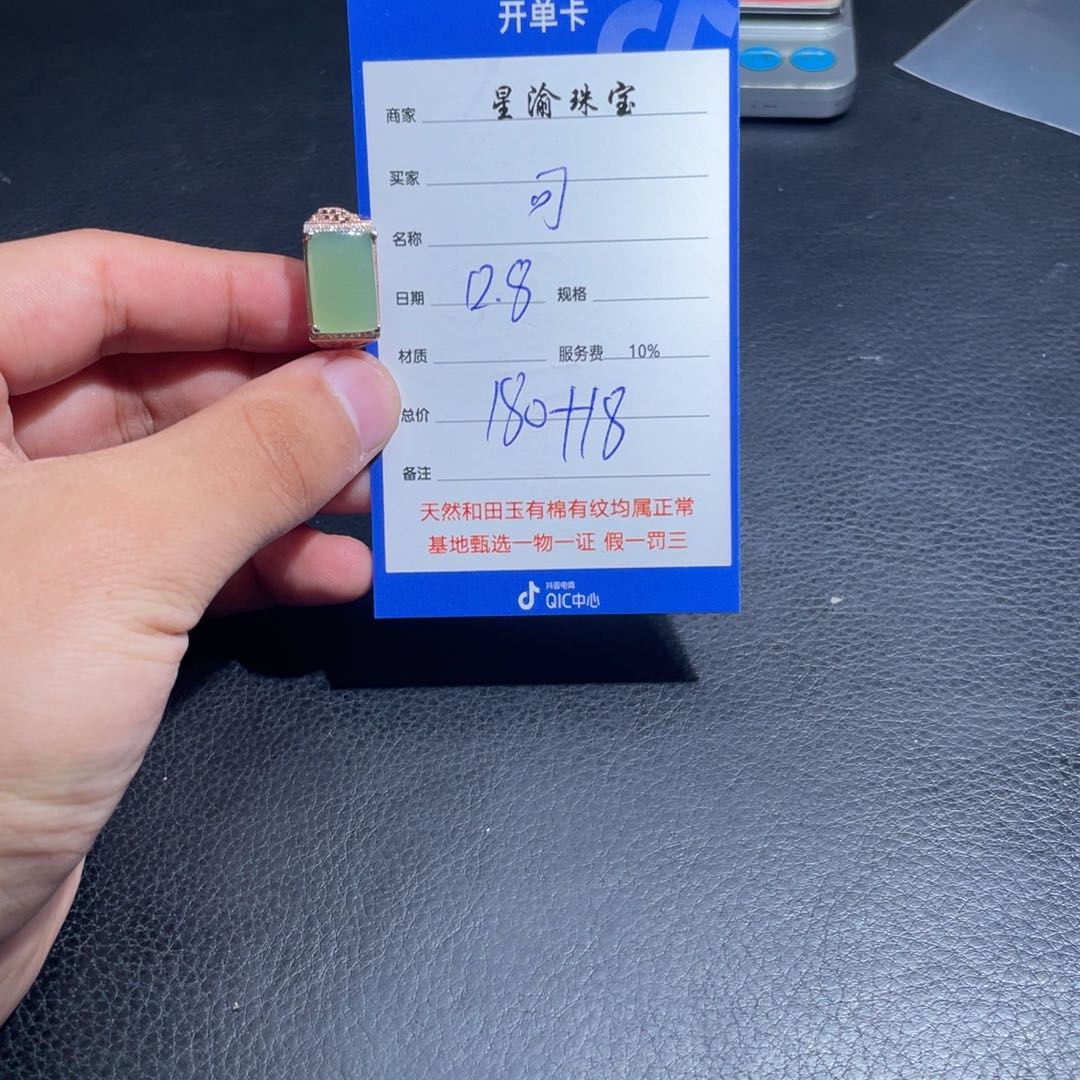 开单卡
商家 星渝珠宝
买家 司
名称
日期 12.8 规格
材质 服务费 10%
总价 180+18
备注
天然和田玉有棉有纹均属正常
基地甄选一物一证 假一罚三
抖音电商
QIC中心